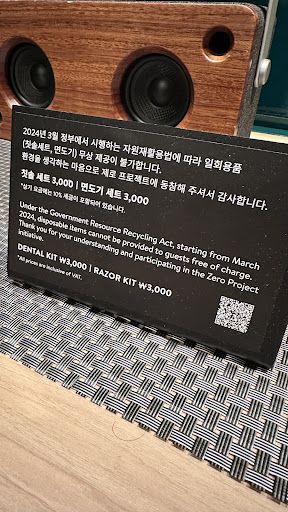 2024년 3월 정부에서 시행하는 자원재활용법에 따라 일회용품
(칫솔세트, 면도기) 무상 제공이 불가합니다.
환경을 생각하는 마음으로 제로 프로젝트에 동참해 주셔서 감사합니다.
칫솔 세트 3,000 | 면도기 세트 3,000
*상기 요금에는 10% 세금이 포함되어 있습니다.
Under the Government Resource Recycling Act, starting from March
2024, disposable items cannot be provided to guests free of charge.
Thank you for your understanding and participating in the Zero Project
initiative.
DENTAL KIT ₩3,000 | RAZOR KIT ₩3,000
*All prices are inclusive of VAT.